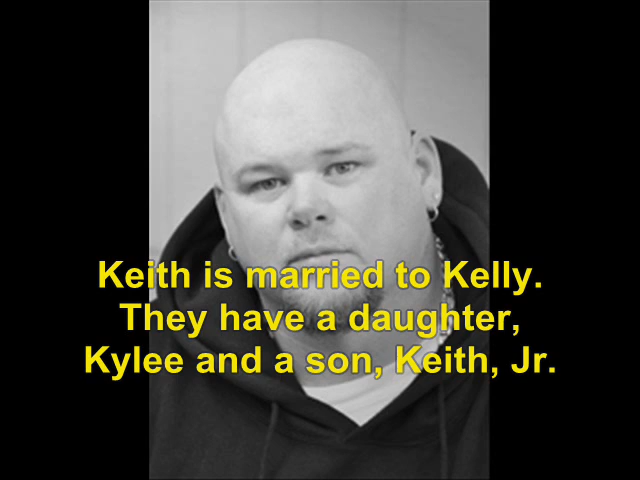 Keith is married to Kelly.
They have a daughter,
Kylee and a son, Keith, Jr.